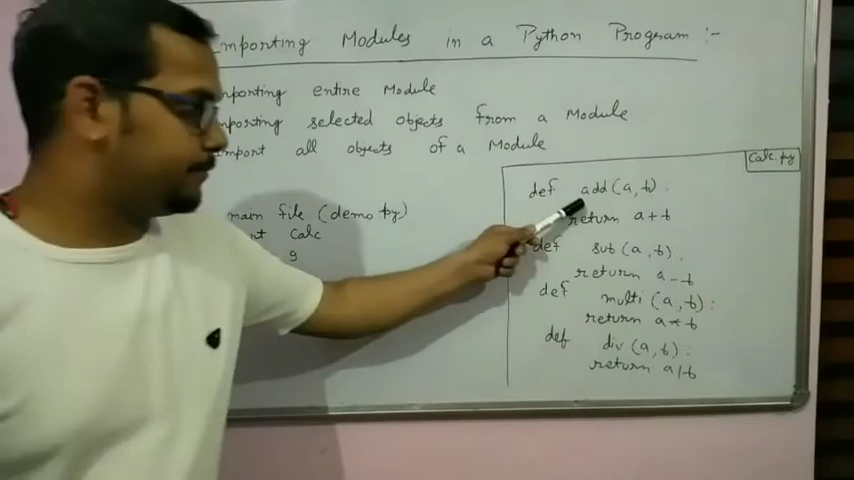 Importing Modules in a Python Program :-
importing entire Module
importing selected objects from a Module
import all objects of a Module
main file (demo py)
calc
9
Calc.py
def add(a,b):
return a+b
def sub(a,b):
return a-b
def multi(a,b):
return a*b
def div(a,b):
return a/b